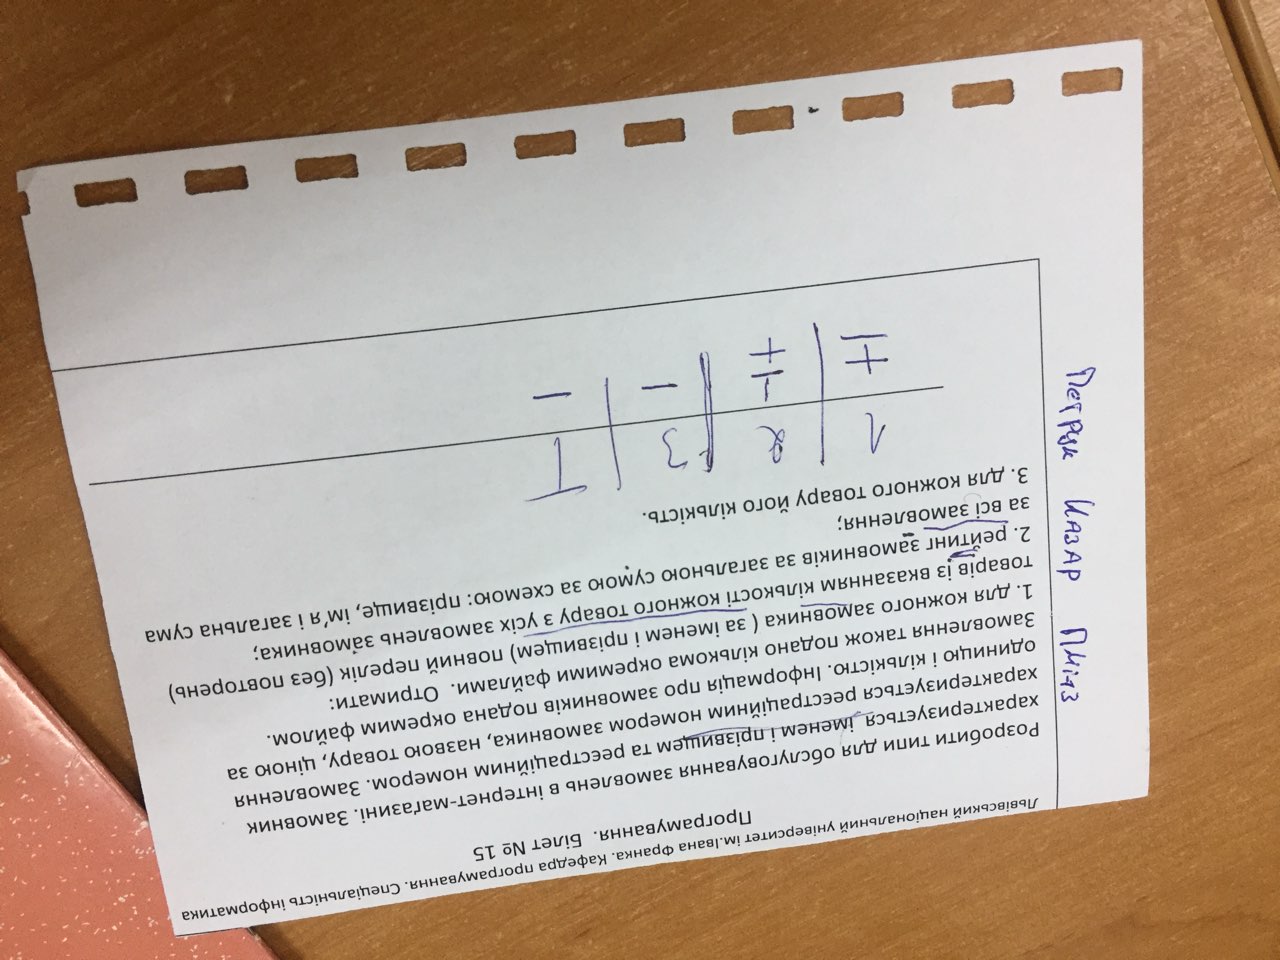 Львівський національний університет ім.Івана Франка. Кафедра програмування. Спеціальність інформатика
Програмування. Білет № 15
Розробити типи для обслуговування замовлень в інтернет-маґазині. Замовник
характеризується іменем і прізвищем та реєстраційним номером. Замовлення
характеризується реєстраційним номером замовника, назвою товару, ціною за
одиницю і кількістю. Інформація про замовників подана окремим файлом.
Замовлення також подано кількома окремими файлами. Отримати:
1. для кожного замовника ( за іменем і прізвищем) повний перелік (без повторень)
товарів із вказанням кількості кожного товару з усіх замовлень замовника;
2. рейтинг замовників за загальною сумою за схемою: прізвище, ім’я і загальна сума
за всі замовлення;
3. для кожного товару його кількість.
Петрук Назар ПМі-13
1 | 2 | 3 | Т
± | ± | – | –